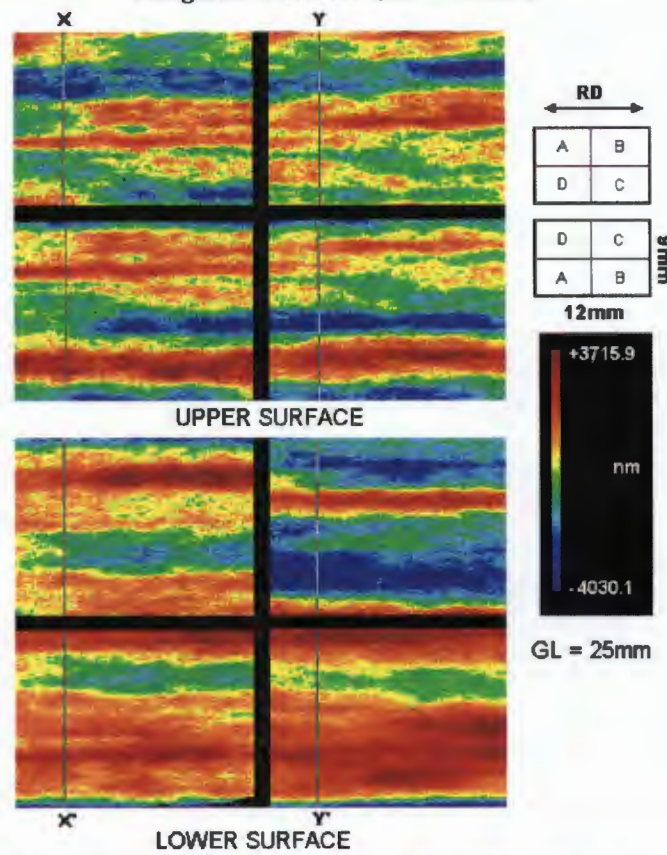 X Y
RD
A B
D C
D C
A B
12mm
+3715.9
nm
-4030.1
GL = 25mm
UPPER SURFACE
X' Y'
LOWER SURFACE